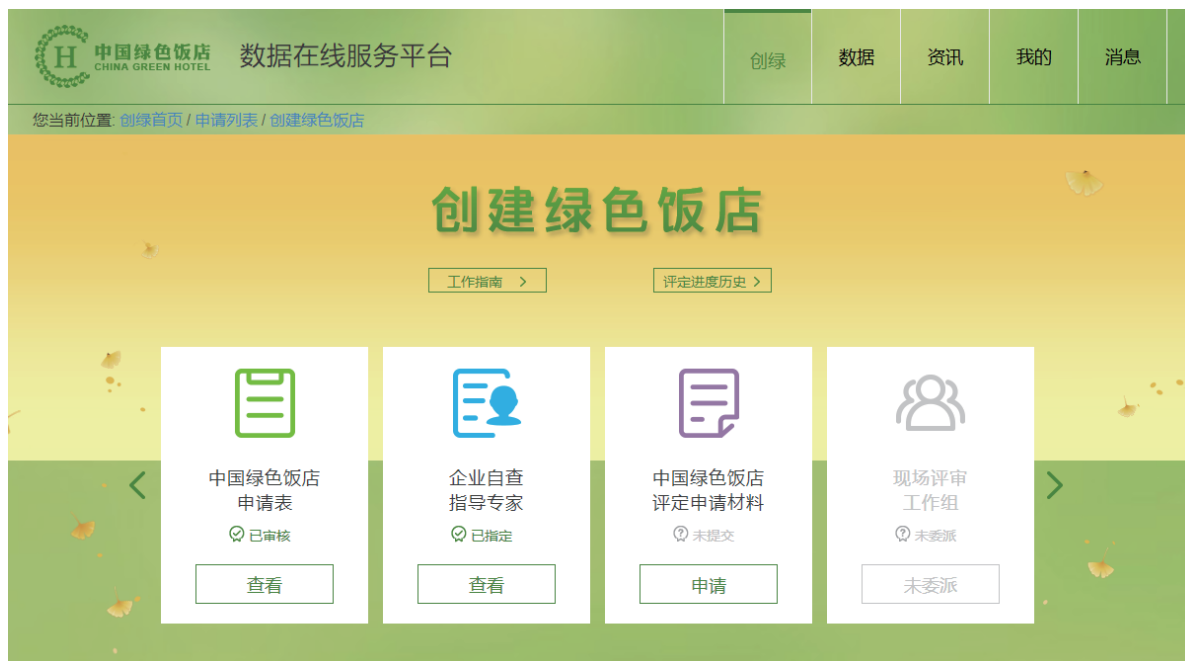 中国绿色饭店
CHINA GREEN HOTEL
数据在线服务平台
创绿
数据
资讯
我的
消息
您当前位置: 创绿首页 / 申请列表 / 创建绿色饭店
创建绿色饭店
工作指南 >
评定进度历史 >
中国绿色饭店
申请表
已审核
查看
企业自查
指导专家
已指定
查看
中国绿色饭店
评定申请材料
未提交
申请
现场评审
工作组
未委派
未委派